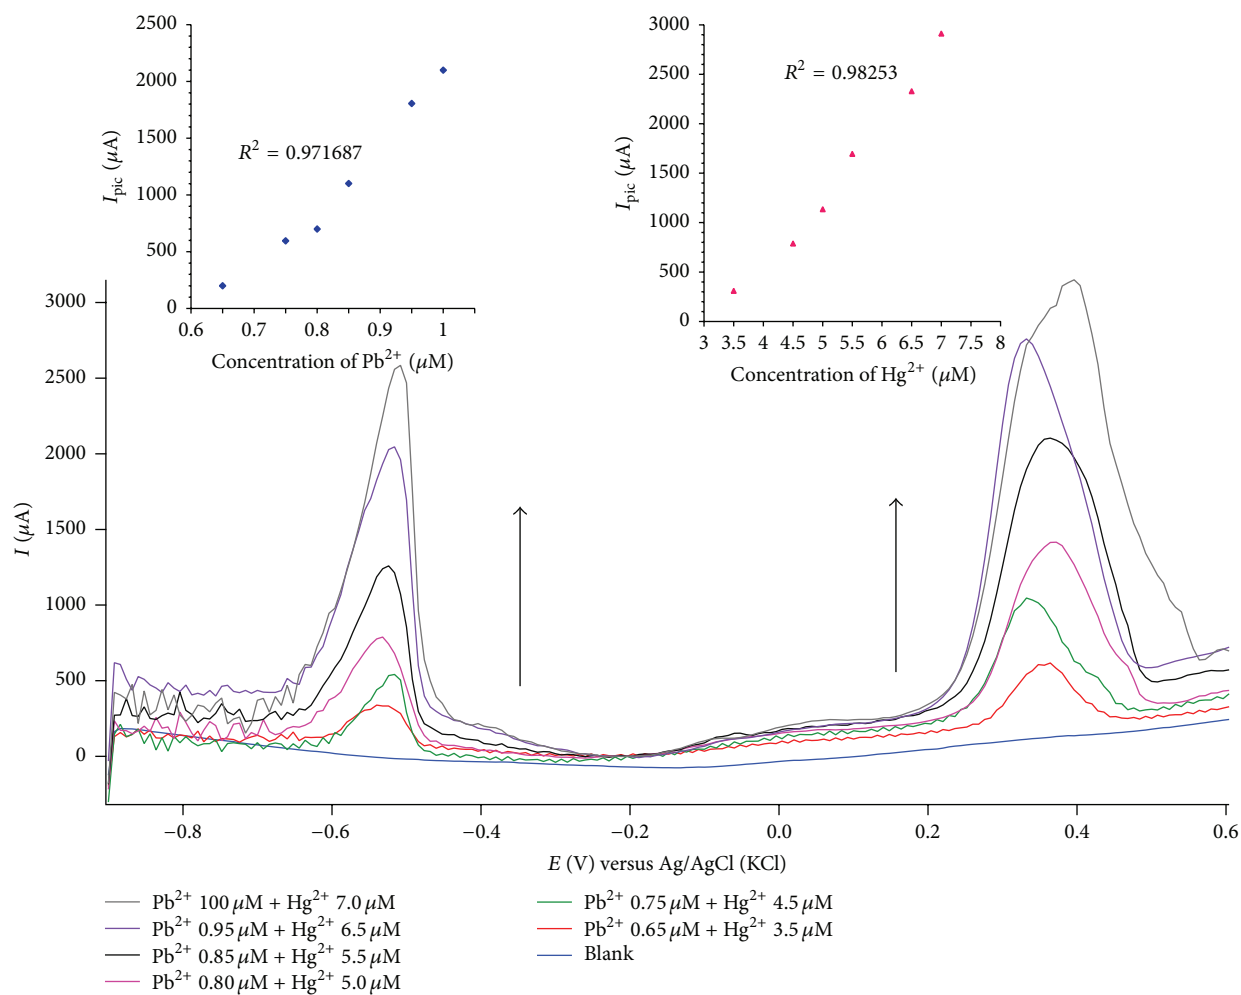 2500
2000
1500
1000
500
0
I_pic (μA)
R² = 0.971687
0.6 0.7 0.8 0.9 1
Concentration of Pb²⁺ (μM)
3000
2500
2000
1500
1000
500
0
I_pic (μA)
R² = 0.98253
3 3.5 4 4.5 5 5.5 6 6.5 7 7.5 8
Concentration of Hg²⁺ (μM)
3000
2500
2000
1500
1000
500
0
I (μA)
−0.8 −0.6 −0.4 −0.2 0.0 0.2 0.4 0.6
E (V) versus Ag/AgCl (KCl)
Pb²⁺ 100 μM + Hg²⁺ 7.0 μM
Pb²⁺ 0.95 μM + Hg²⁺ 6.5 μM
Pb²⁺ 0.85 μM + Hg²⁺ 5.5 μM
Pb²⁺ 0.80 μM + Hg²⁺ 5.0 μM
Pb²⁺ 0.75 μM + Hg²⁺ 4.5 μM
Pb²⁺ 0.65 μM + Hg²⁺ 3.5 μM
Blank